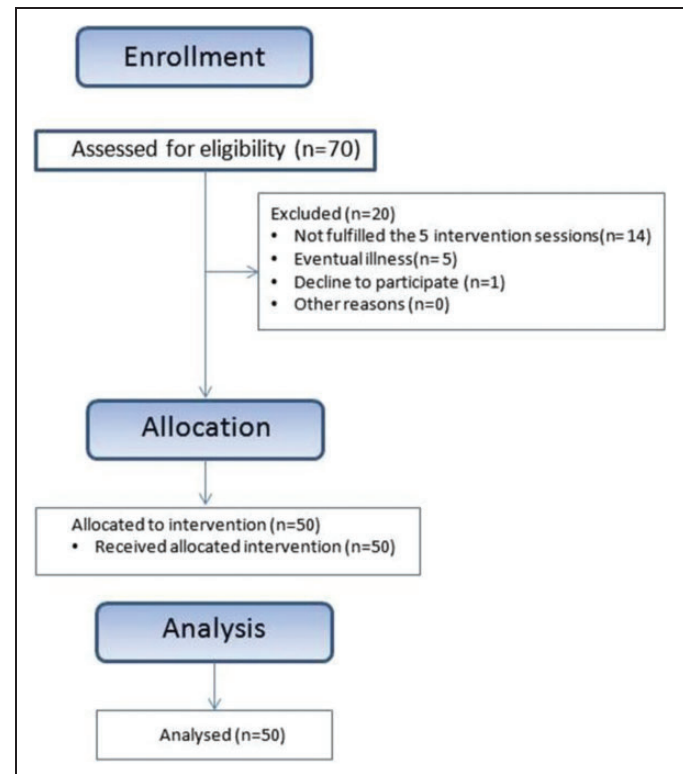 Enrollment
Assessed for eligibility (n=70)
Excluded (n=20)
• Not fulfilled the 5 intervention sessions(n= 14)
• Eventual illness(n= 5)
• Decline to participate (n=1)
• Other reasons (n=0)
Allocation
Allocated to intervention (n=50)
• Received allocated intervention (n=50)
Analysis
Analysed (n=50)